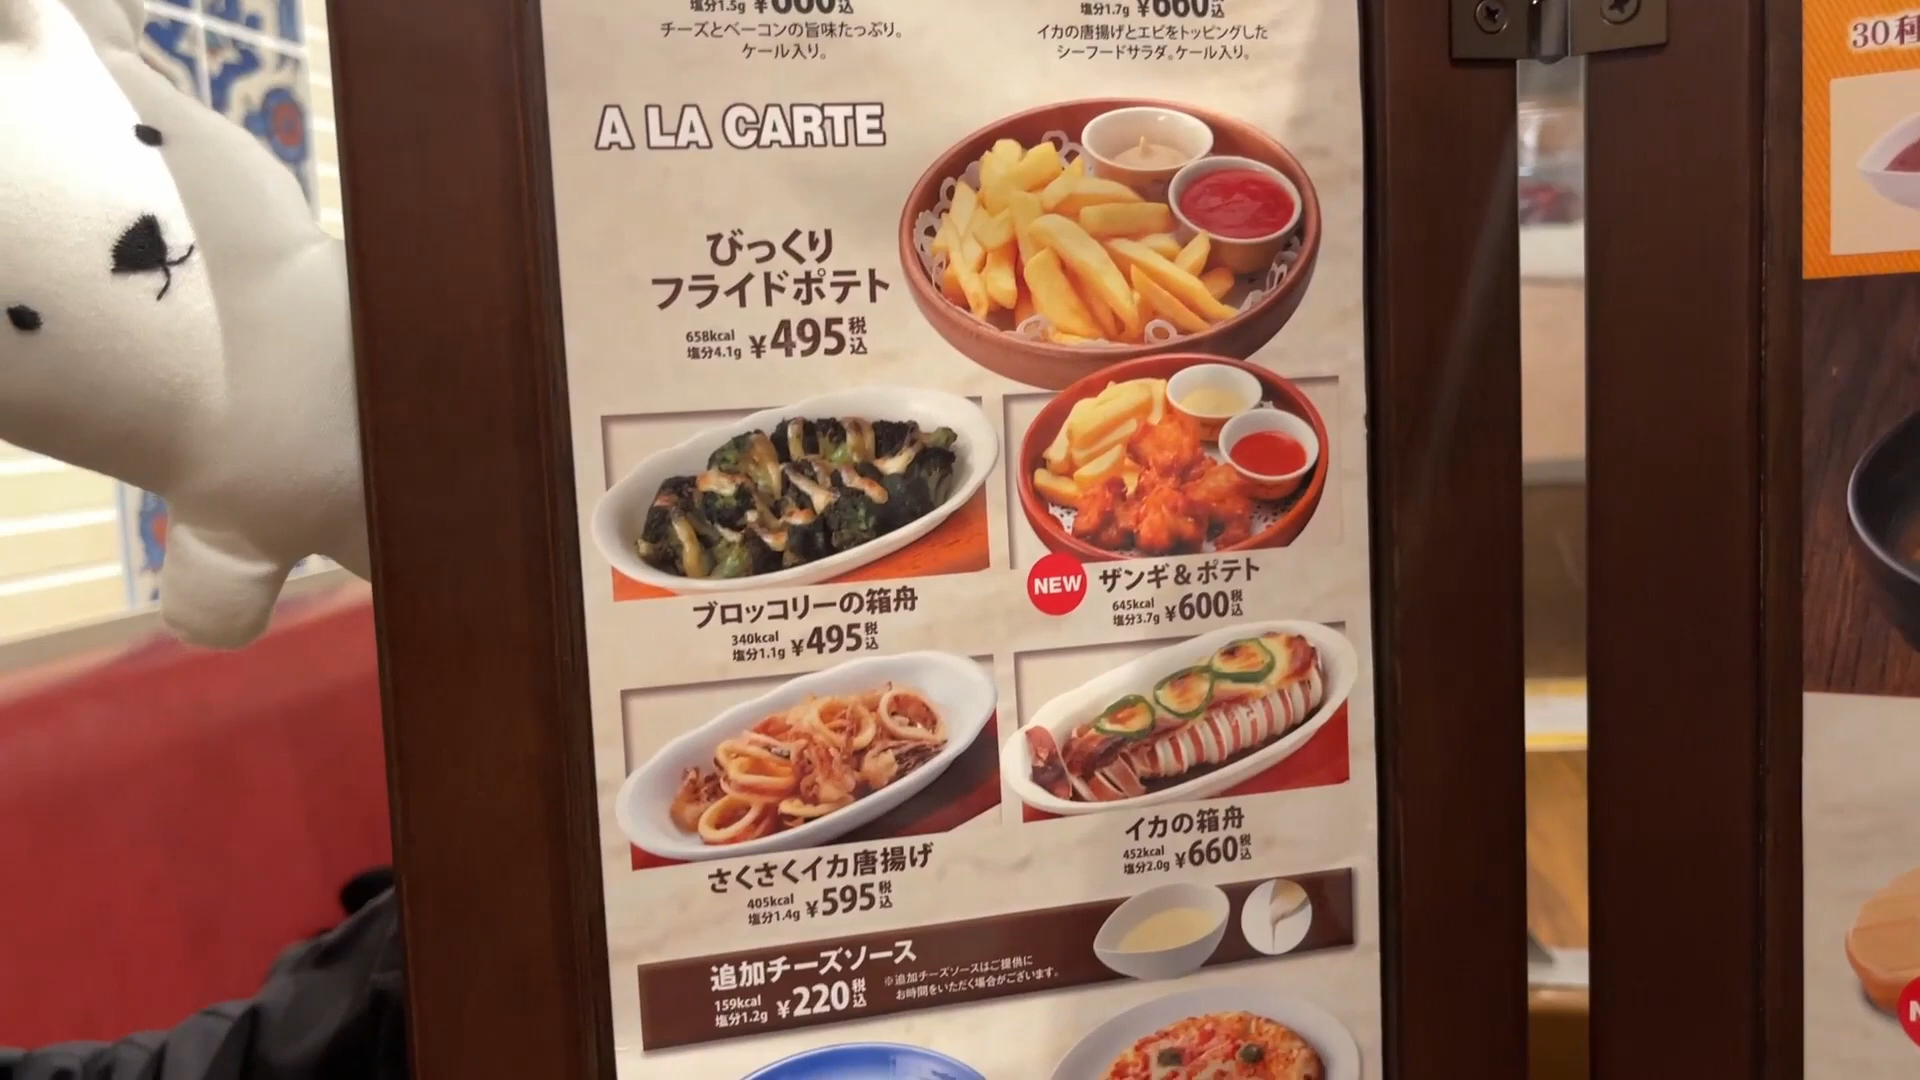 塩分1.5g ¥600税込
チーズとベーコンの旨味たっぷり。
ケール入り。
塩分1.7g ¥660税込
イカの唐揚げとエビをトッピングした
シーフードサラダ。ケール入り。
A LA CARTE
びっくり
フライドポテト
658kcal
塩分4.1g ¥495税込
ブロッコリーの箱舟
340kcal
塩分1.1g ¥495税込
NEW
ザンギ&ポテト
645kcal
塩分3.7g ¥600税込
さくさくイカ唐揚げ
405kcal
塩分1.4g ¥595税込
イカの箱舟
452kcal
塩分2.0g ¥660税込
追加チーズソース
159kcal
塩分1.2g ¥220税込
※追加チーズソースはご提供に
お時間をいただく場合がございます。
30種